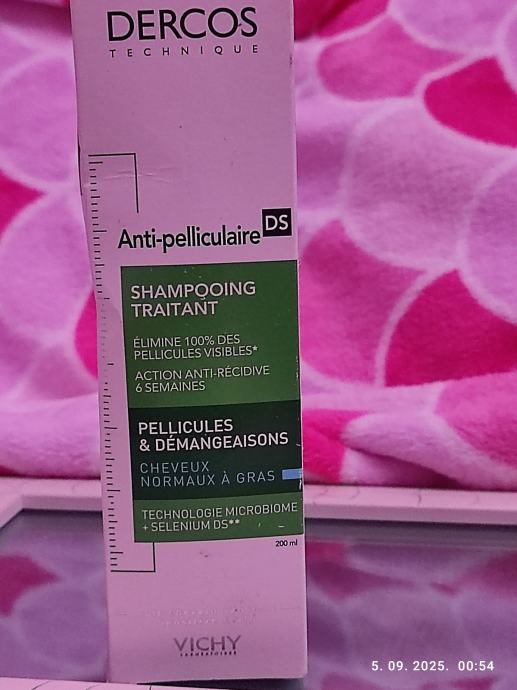 DERCOS
TECHNIQUE
Anti-pelliculaire DS
SHAMPOOING
TRAITANT
ÉLIMINE 100% DES
PELLICULES VISIBLES*
ACTION ANTI-RÉCIDIVE
6 SEMAINES
PELLICULES
& DÉMANGEAISONS
CHEVEUX
NORMAUX À GRAS
TECHNOLOGIE MICROBIOME
+ SELENIUM DS**
200 ml
VICHY
LABORATOIRES
5. 09. 2025. 00:54